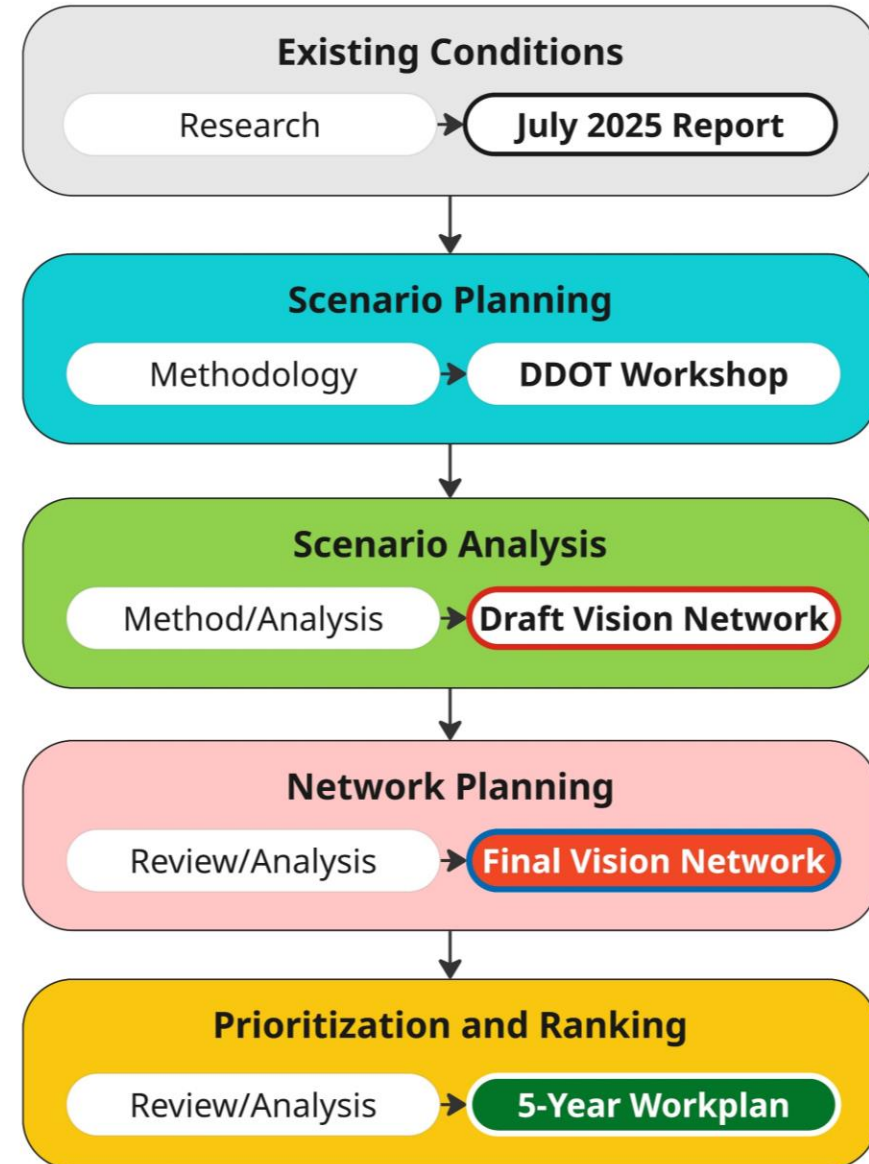 Existing Conditions
Research
July 2025 Report
Scenario Planning
Methodology
DDOT Workshop
Scenario Analysis
Method/Analysis
Draft Vision Network
Network Planning
Review/Analysis
Final Vision Network
Prioritization and Ranking
Review/Analysis
5-Year Workplan